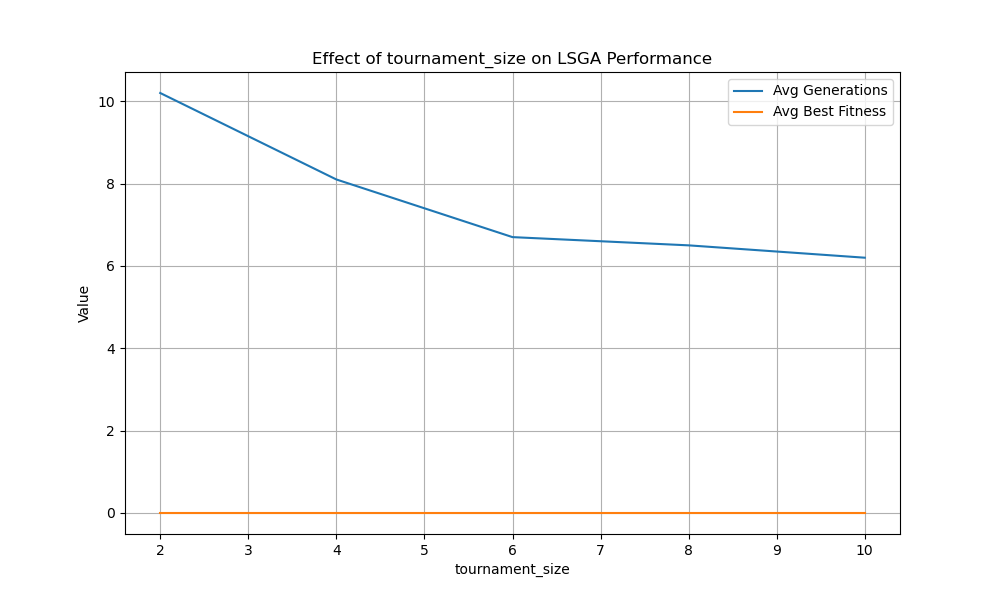 Effect of tournament_size on LSGA Performance
Avg Generations
Avg Best Fitness
10
8
6
4
2
0
Value
2 3 4 5 6 7 8 9 10
tournament_size